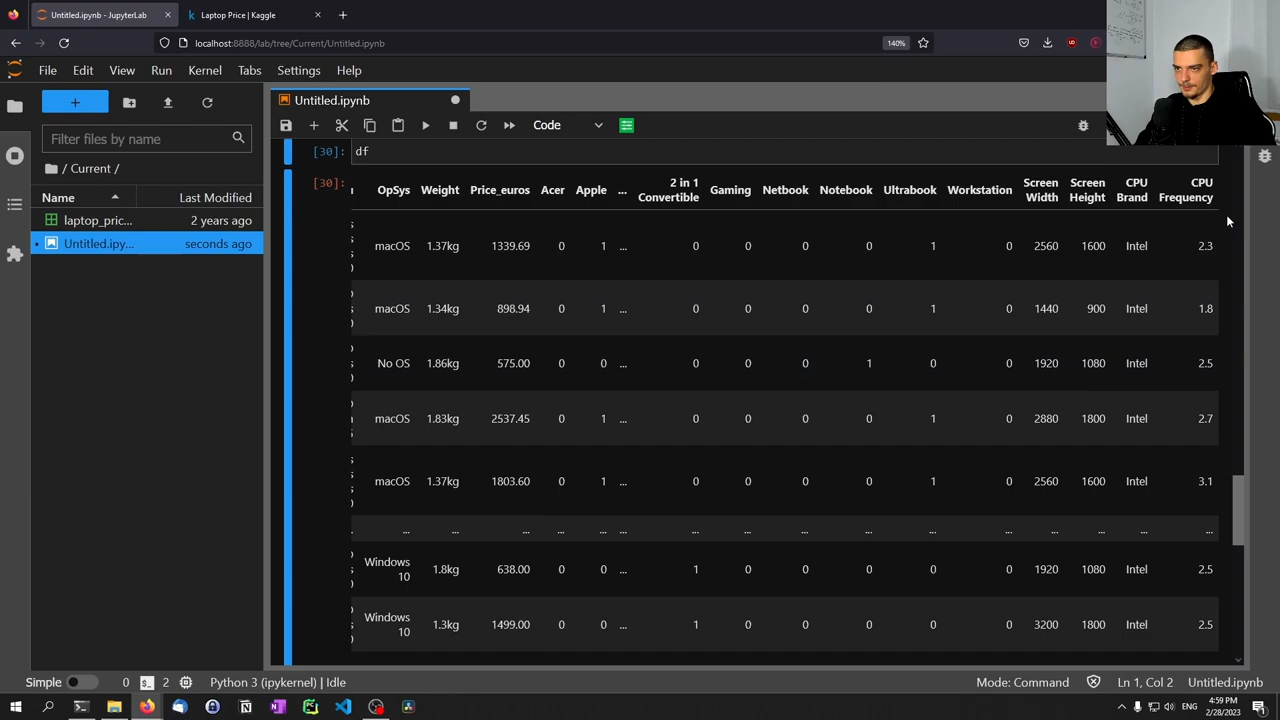 Untitled.ipynb - JupyterLab
Laptop Price | Kaggle
localhost:8888/lab/tree/Current/Untitled.ipynb
140%
File Edit View Run Kernel Tabs Settings Help
Untitled.ipynb
Filter files by name
Code
/ Current /
Name Last Modified
laptop_pric... 2 years ago
Untitled.ipy... seconds ago
[30]: df
[30]:
OpSys Weight Price_euros Acer Apple ... 2 in 1 Convertible Gaming Netbook Notebook Ultrabook Workstation Screen Width Screen Height CPU Brand CPU Frequency
macOS 1.37kg 1339.69 0 1 ... 0 0 0 0 1 0 2560 1600 Intel 2.3
macOS 1.34kg 898.94 0 1 ... 0 0 0 0 1 0 1440 900 Intel 1.8
No OS 1.86kg 575.00 0 0 ... 0 0 0 1 0 0 1920 1080 Intel 2.5
macOS 1.83kg 2537.45 0 1 ... 0 0 0 0 1 0 2880 1800 Intel 2.7
macOS 1.37kg 1803.60 0 1 ... 0 0 0 0 1 0 2560 1600 Intel 3.1
... ... ... ... ... ... ... ... ... ... ... ... ... ... ... ...
Windows 10 1.8kg 638.00 0 0 ... 1 0 0 0 0 0 1920 1080 Intel 2.5
Windows 10 1.3kg 1499.00 0 0 ... 1 0 0 0 0 0 3200 1800 Intel 2.5
Simple 0 2 Python 3 (ipykernel) | Idle Mode: Command Ln 1, Col 2 Untitled.ipynb
ENG
4:59 PM
2/28/2023